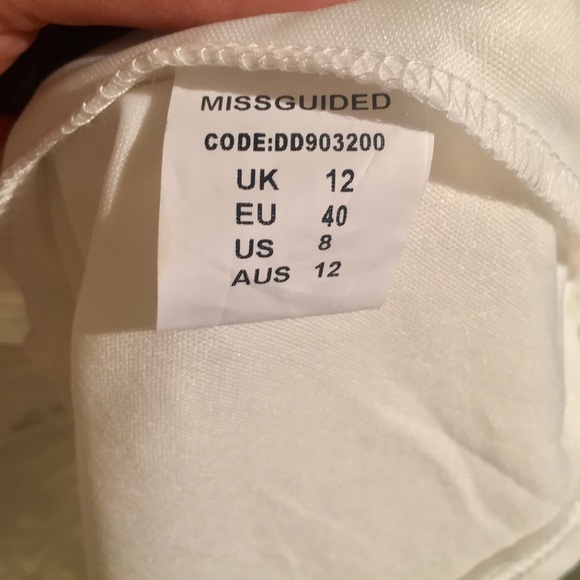 MISSGUIDED
CODE:DD903200
UK 12
EU 40
US 8
AUS 12